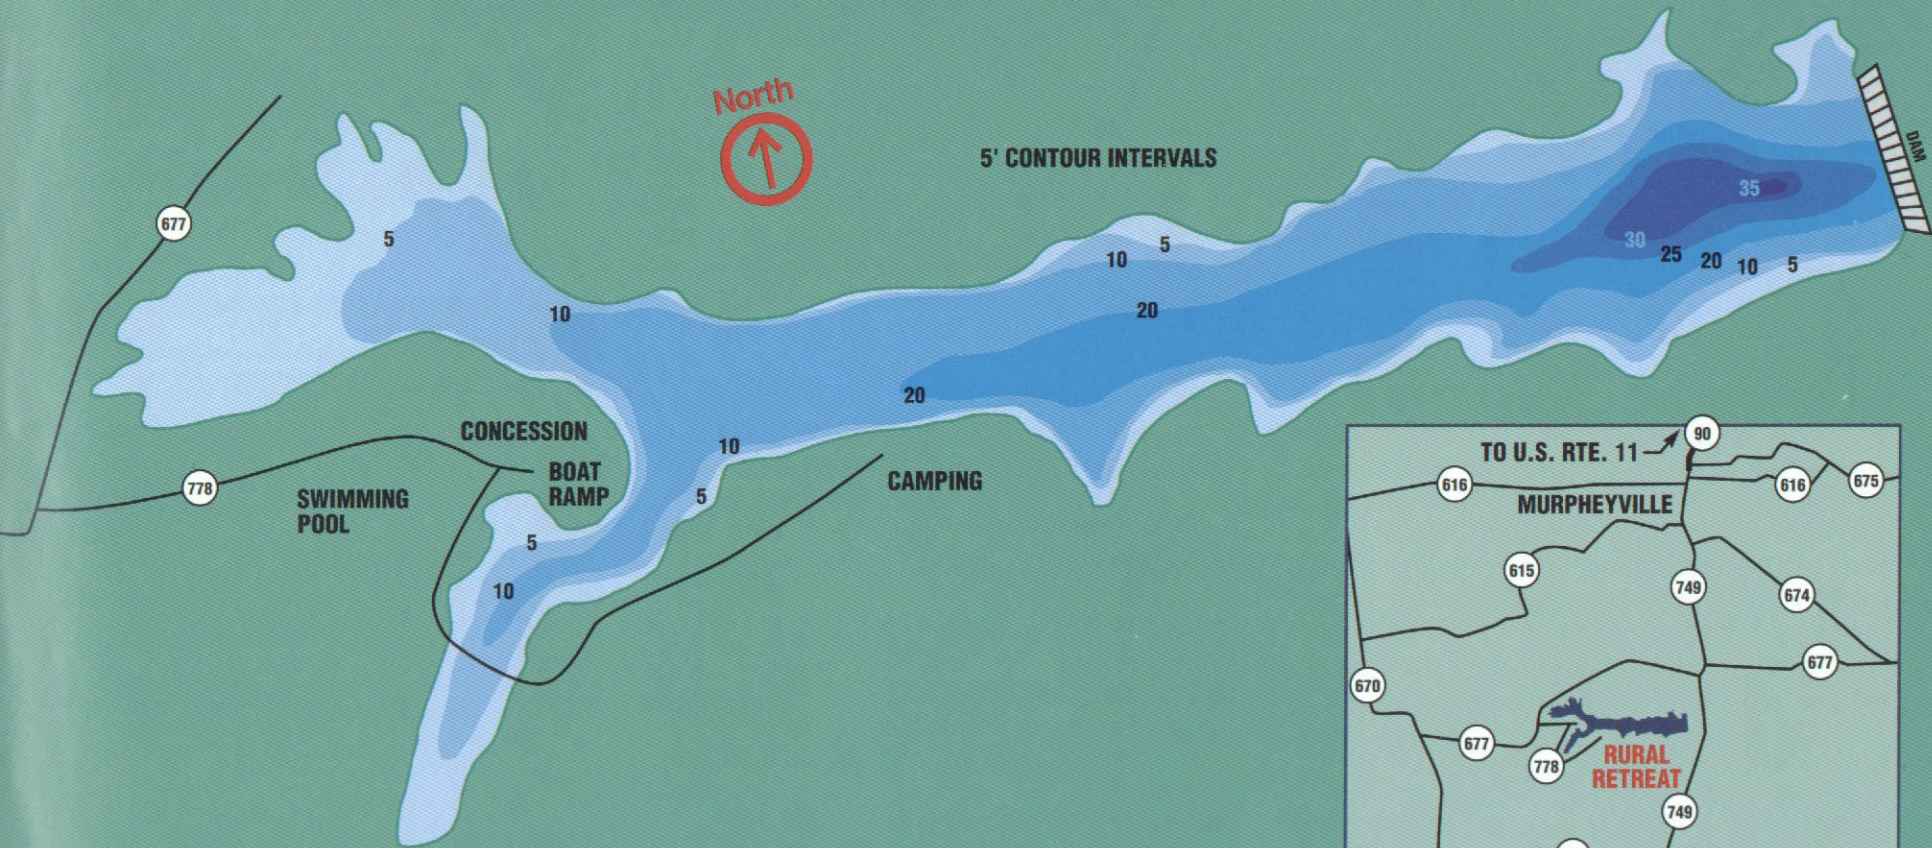 North
5' CONTOUR INTERVALS
DAM
677
5
10
10
5
20
20
35
30
25
20
10
5
10
5
5
10
CONCESSION
BOAT
RAMP
778
SWIMMING
POOL
CAMPING
TO U.S. RTE. 11
90
616
616
675
MURPHEYVILLE
615
749
674
677
670
677
778
RURAL
RETREAT
749